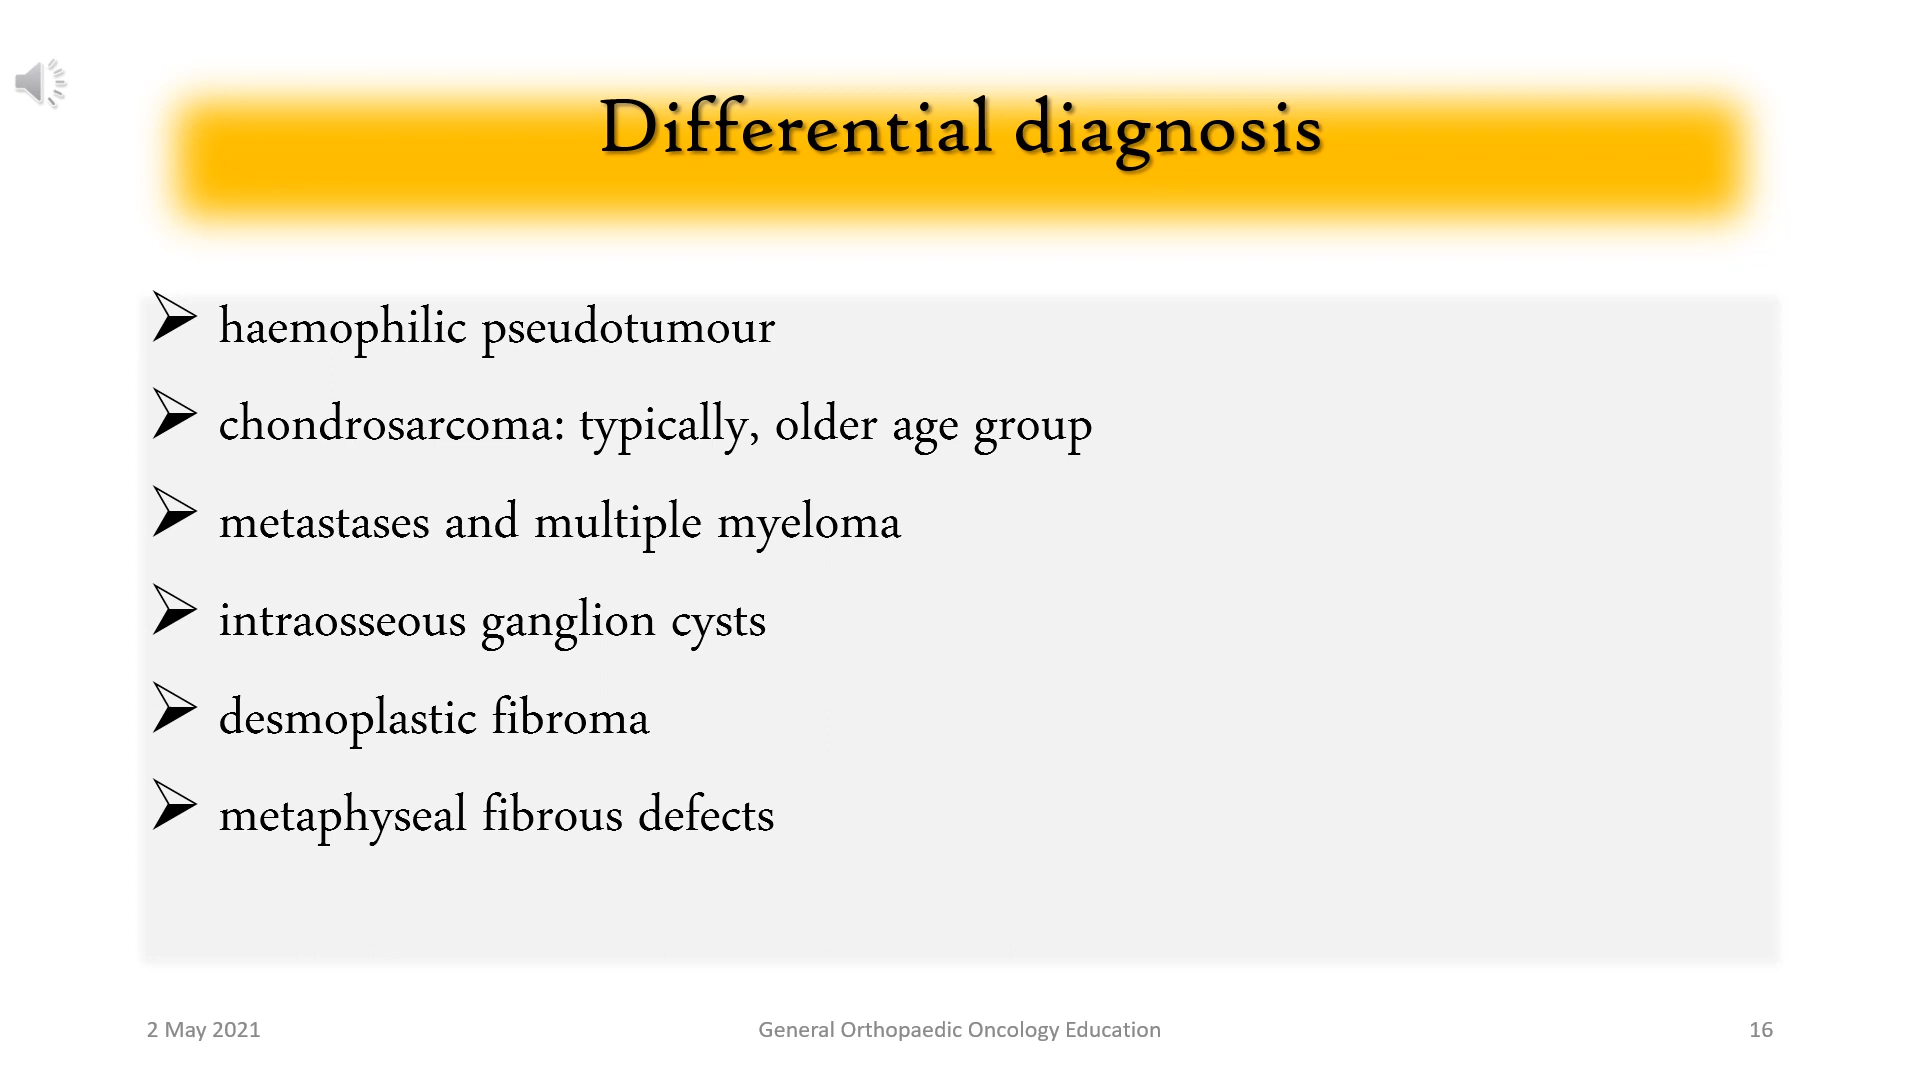 Differential diagnosis
haemophilic pseudotumour
chondrosarcoma: typically, older age group
metastases and multiple myeloma
intraosseous ganglion cysts
desmoplastic fibroma
metaphyseal fibrous defects
2 May 2021
General Orthopaedic Oncology Education
16